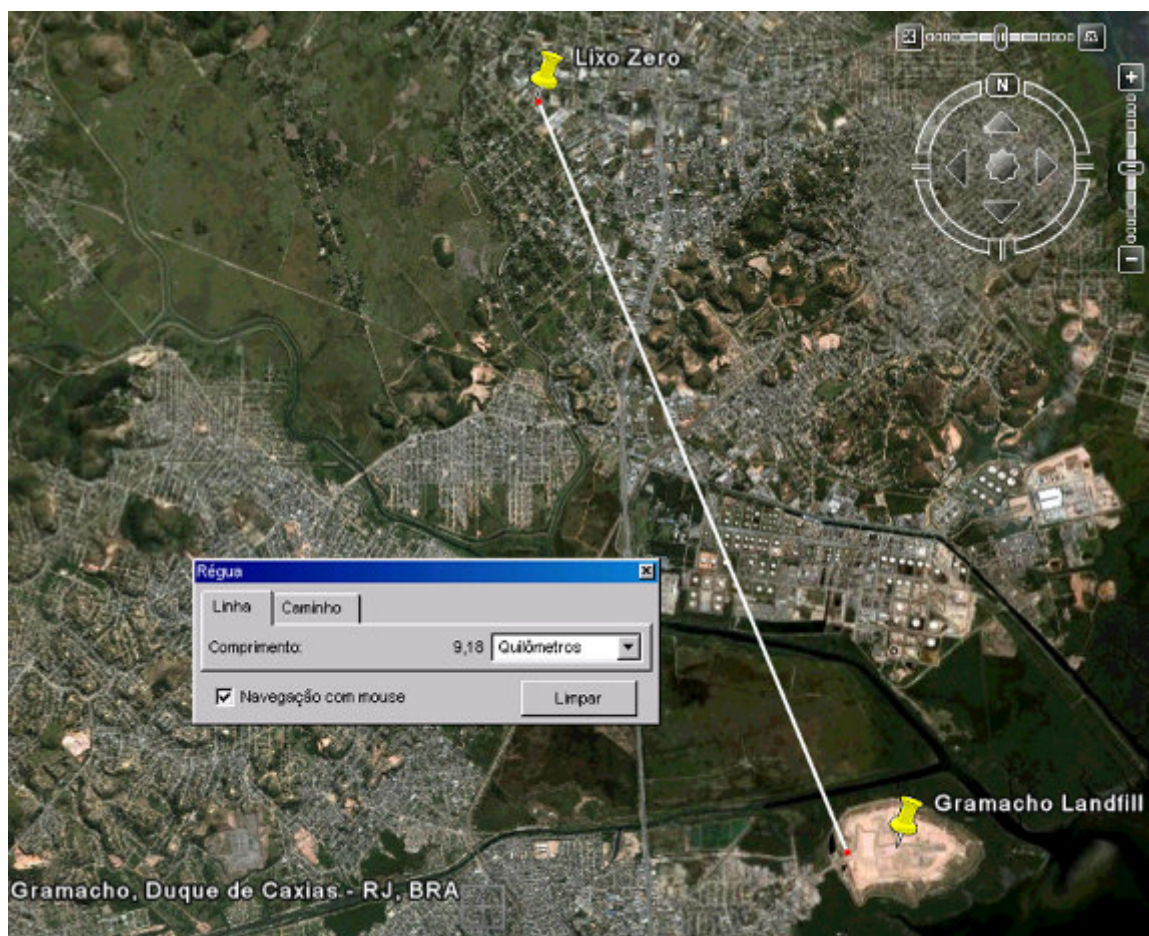 Lixo Zero
N
Régua
Linha
Caminho
Comprimento:
9,18
Quilômetros
Navegação com mouse
Limpar
Gramacho Landfill
Gramacho, Duque de Caxias - RJ, BRA